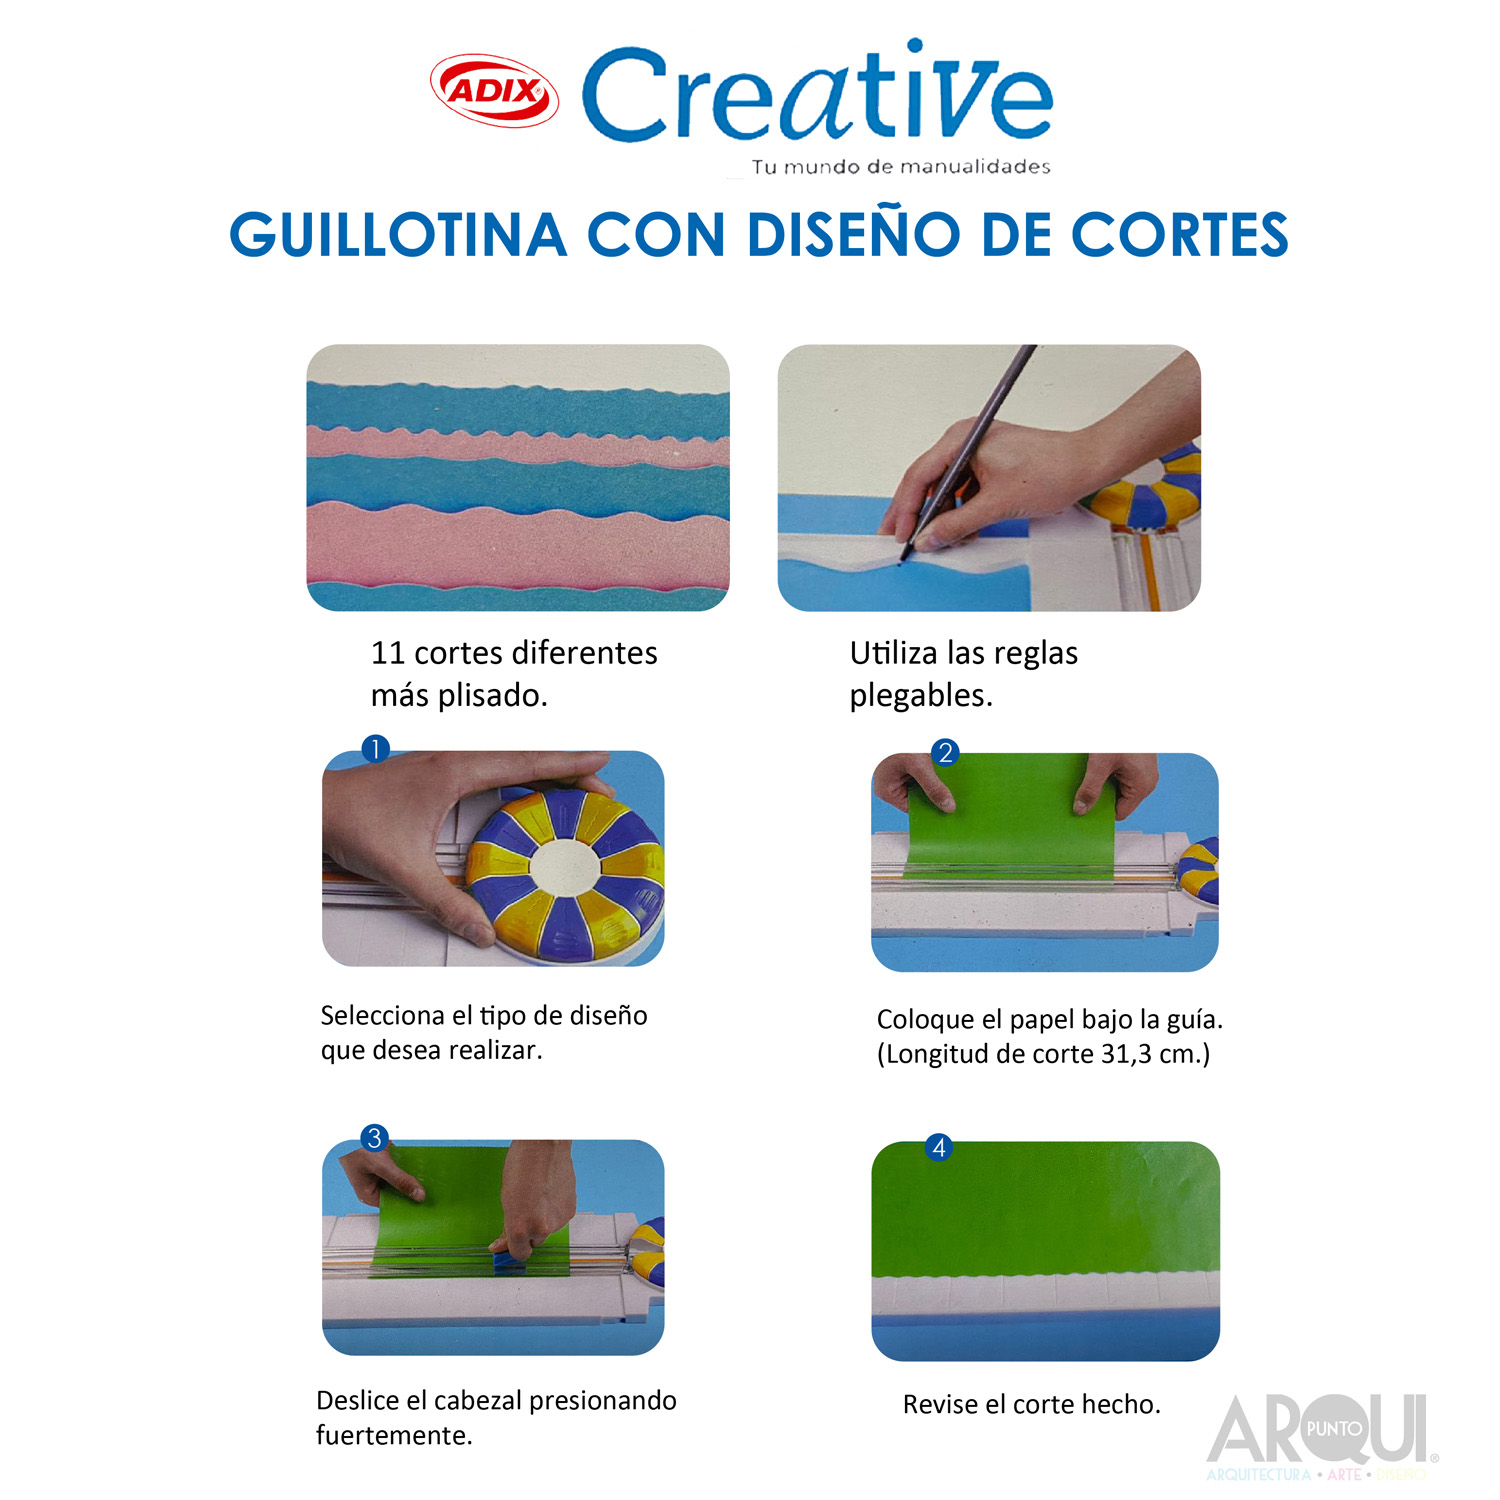 ADIX®
Creative
Tu mundo de manualidades
GUILLOTINA CON DISEÑO DE CORTES
11 cortes diferentes
más plisado.
Utiliza las reglas
plegables.
1
2
Selecciona el tipo de diseño
que desea realizar.
Coloque el papel bajo la guía.
(Longitud de corte 31,3 cm.)
3
4
Deslice el cabezal presionando
fuertemente.
Revise el corte hecho.
ARQUI®
PUNTO
ARQUITECTURA • ARTE • DISEÑO